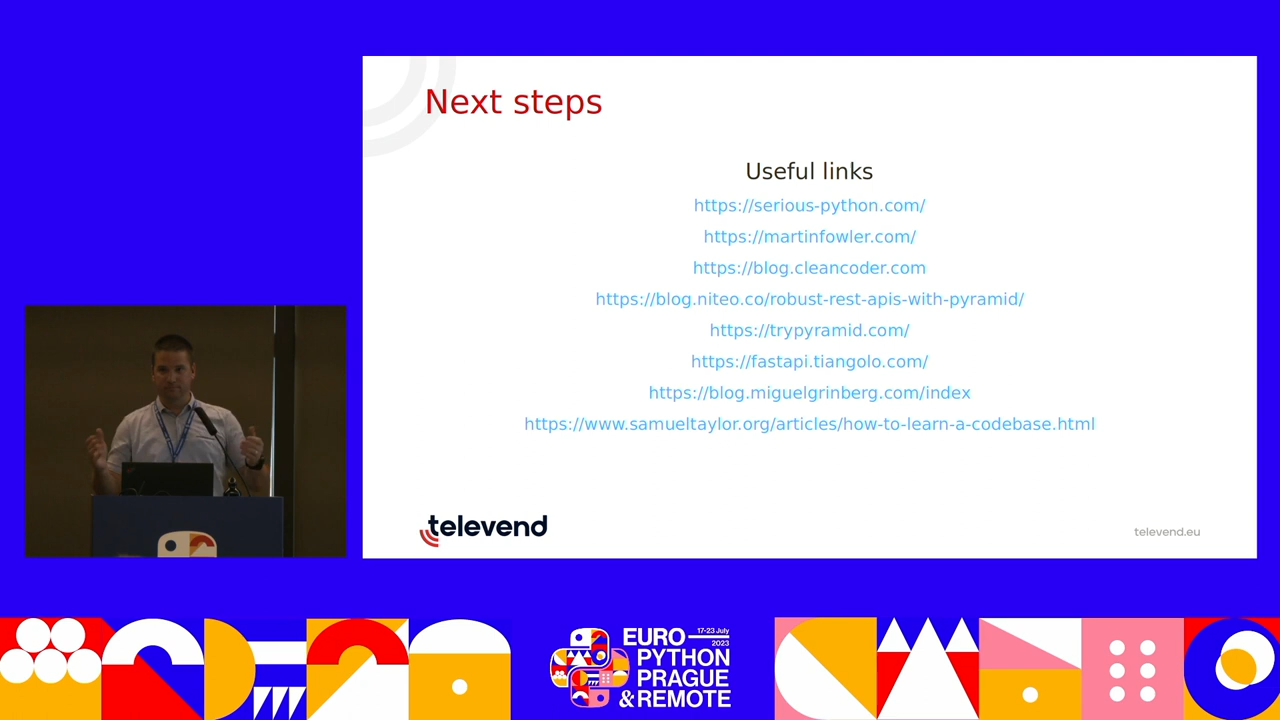 Next steps
Useful links
https://serious-python.com/
https://martinfowler.com/
https://blog.cleancoder.com
https://blog.niteo.co/robust-rest-apis-with-pyramid/
https://trypyramid.com/
https://fastapi.tiangolo.com/
https://blog.miguelgrinberg.com/index
https://www.samueltaylor.org/articles/how-to-learn-a-codebase.html
televend
televend.eu
EURO 17-23 July 2023
PYTHON
PRAGUE
& REMOTE